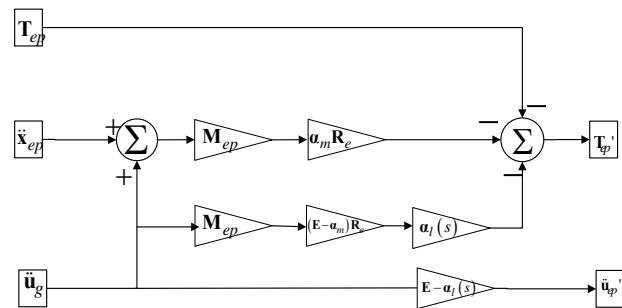 T_ep
−
ẍ_ep
+
Σ
M_ep
α_m R_e
−
Σ
T_ep'
+
−
M_ep
(E−α_m)R_e
α_l(s)
ü_g
E−α_l(s)
ü_ep'